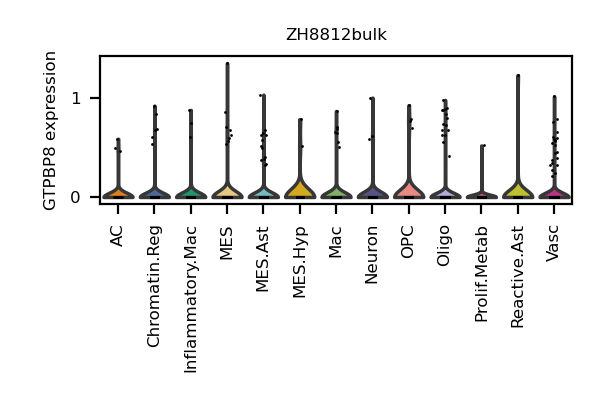 ZH8812bulk
GTPBP8 expression
1
0
AC
Chromatin.Reg
Inflammatory.Mac
MES
MES.Ast
MES.Hyp
Mac
Neuron
OPC
Oligo
Prolif.Metab
Reactive.Ast
Vasc